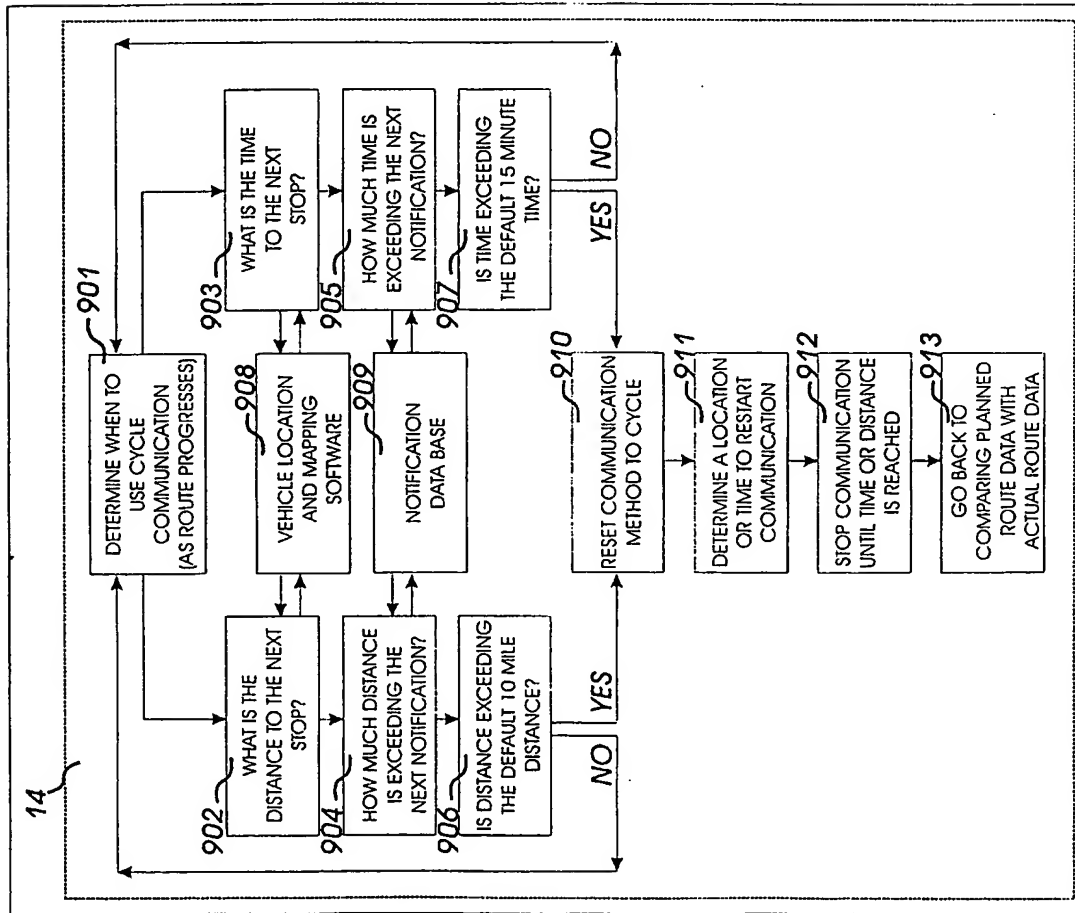 14
901
DETERMINE WHEN TO
USE CYCLE
COMMUNICATION
(AS ROUTE PROGRESSES)
902
WHAT IS THE
DISTANCE TO THE NEXT
STOP?
908
VEHICLE LOCATION
AND MAPPING
SOFTWARE
903
WHAT IS THE TIME
TO THE NEXT
STOP?
904
HOW MUCH DISTANCE
IS EXCEEDING THE
NEXT NOTIFICATION?
909
NOTIFICATION
DATA BASE
905
HOW MUCH TIME IS
EXCEEDING THE NEXT
NOTIFICATION?
906
IS DISTANCE EXCEEDING
THE DEFAULT 10 MILE
DISTANCE?
907
IS TIME EXCEEDING
THE DEFAULT 15 MINUTE
TIME?
NO
YES
YES
NO
910
RESET COMMUNICATION
METHOD TO CYCLE
911
DETERMINE A LOCATION
OR TIME TO RESTART
COMMUNICATION
912
STOP COMMUNICATION
UNTIL TIME OR DISTANCE
IS REACHED
913
GO BACK TO
COMPARING PLANNED
ROUTE DATA WITH
ACTUAL ROUTE DATA